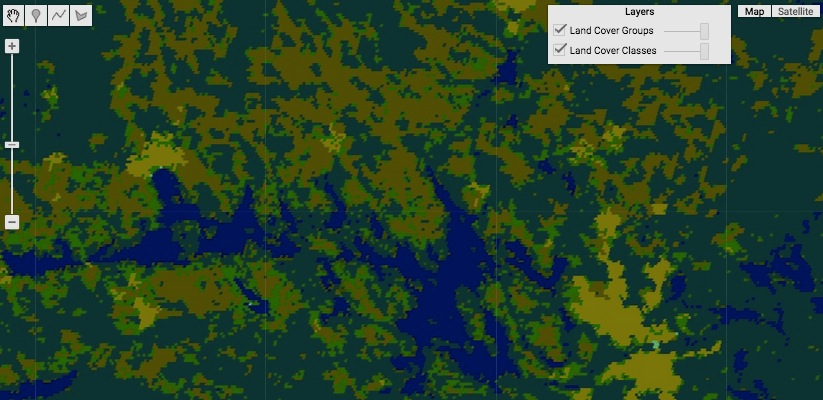 Layers
Land Cover Groups
Land Cover Classes
Map Satellite
+
−